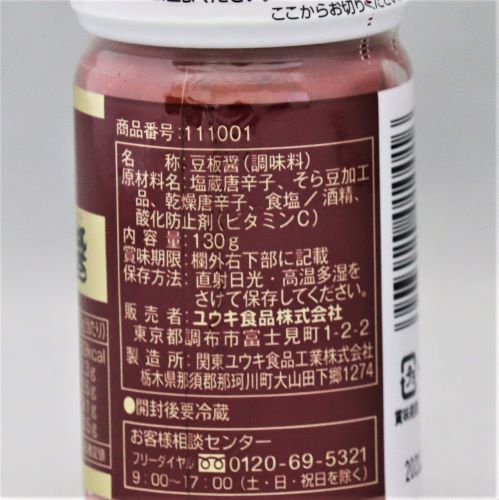 ここからお切りくださ
商品番号:111001
名　　称:豆板醤(調味料)
原材料名:塩蔵唐辛子、そら豆加工
品、乾燥唐辛子、食塩／酒精、
酸化防止剤(ビタミンC)
内 容 量:130g
賞味期限:欄外右下部に記載
保存方法:直射日光・高温多湿を
さけて保存してください。
販 売 者:ユウキ食品株式会社
東京都調布市富士見町1-2-2
製 造 所:関東ユウキ食品工業株式会社
栃木県那須郡那珂川町大山田下郷1274
●開封後要冷蔵
お客様相談センター
フリーダイヤル 0120-69-5321
9:00〜17:00(土・日・祝日を除く)
kcal
g
賞味期限